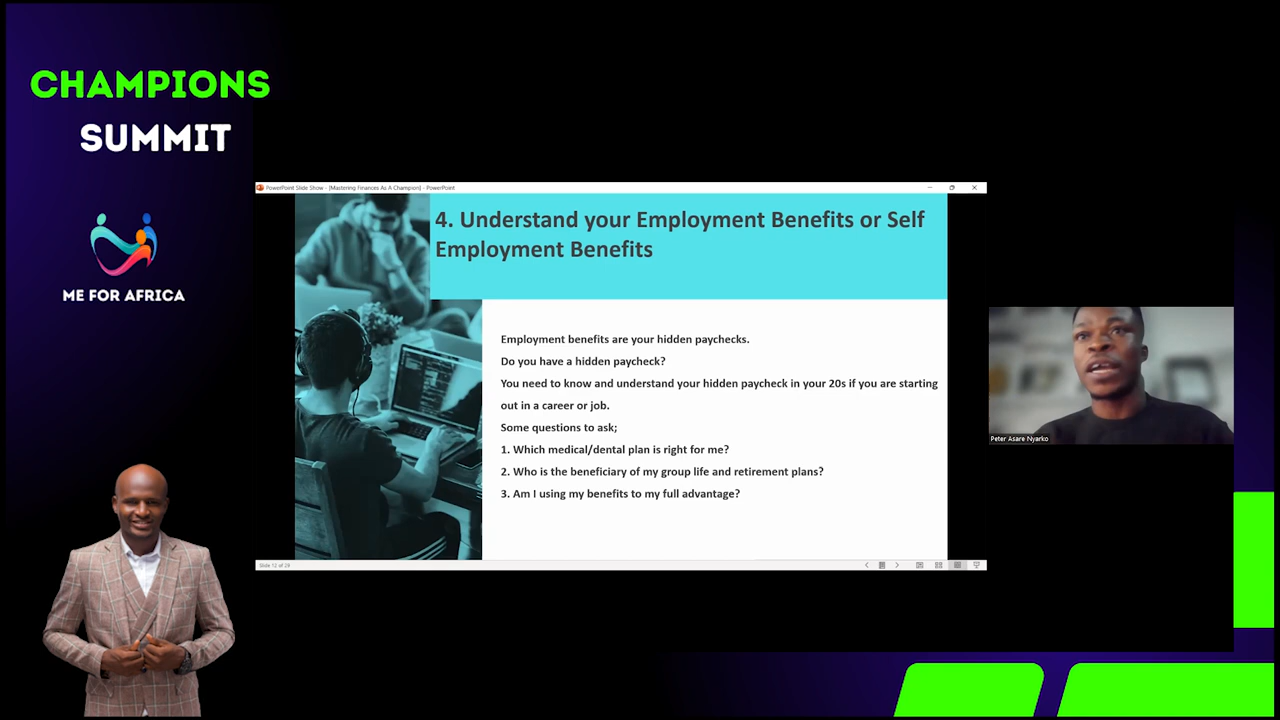 CHAMPIONS
SUMMIT
ME FOR AFRICA
PowerPoint Slide Show - [Mastering Finances As A Champion] - PowerPoint
4. Understand your Employment Benefits or Self
Employment Benefits
Employment benefits are your hidden paychecks.
Do you have a hidden paycheck?
You need to know and understand your hidden paycheck in your 20s if you are starting
out in a career or job.
Some questions to ask;
1. Which medical/dental plan is right for me?
2. Who is the beneficiary of my group life and retirement plans?
3. Am I using my benefits to my full advantage?
Slide 12 of 29
Peter Asare Nyarko